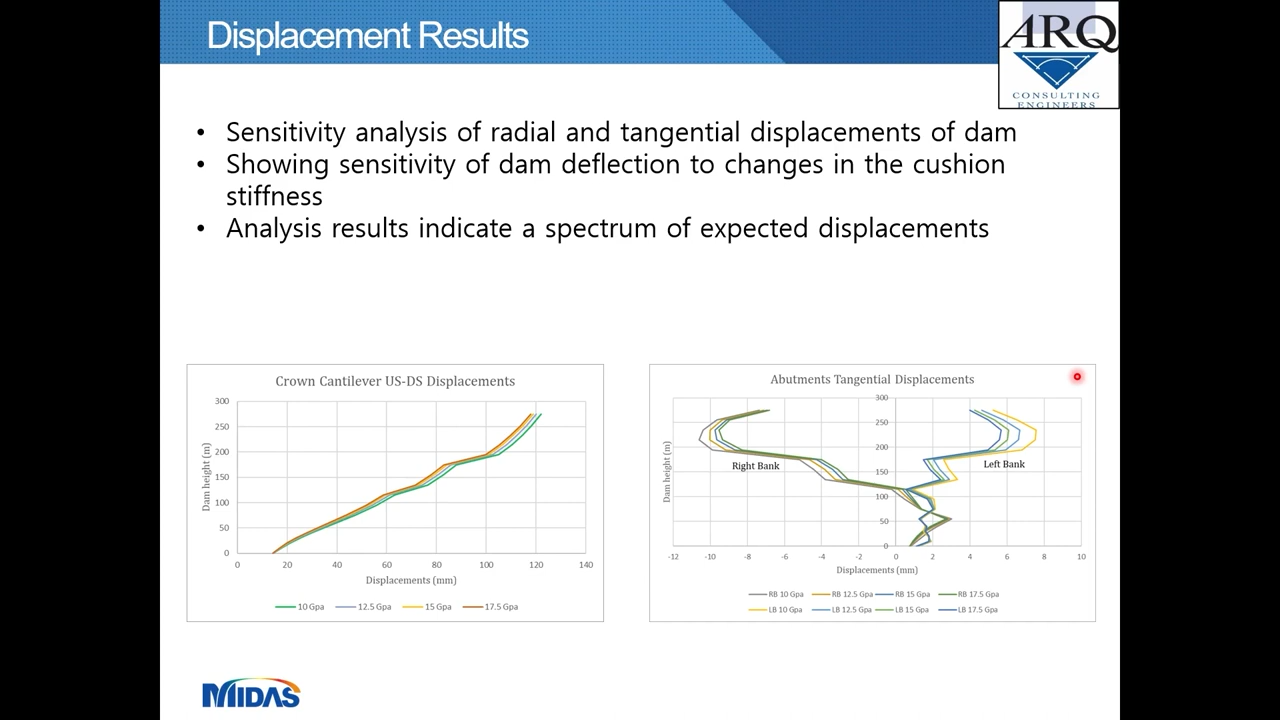 Displacement Results
ARQ
CONSULTING
ENGINEERS
• Sensitivity analysis of radial and tangential displacements of dam
• Showing sensitivity of dam deflection to changes in the cushion
stiffness
• Analysis results indicate a spectrum of expected displacements
Crown Cantilever US-DS Displacements
Dam height (m)
300
250
200
150
100
50
0
0 20 40 60 80 100 120 140
Displacements (mm)
10 Gpa 12.5 Gpa 15 Gpa 17.5 Gpa
Abutments Tangential Displacements
Dam height (m)
300
250
200
150
100
50
0
Right Bank
Left Bank
-12 -10 -8 -6 -4 -2 0 2 4 6 8 10
Displacements (mm)
RB 10 Gpa RB 12.5 Gpa RB 15 Gpa RB 17.5 Gpa
LB 10 Gpa LB 12.5 Gpa LB 15 Gpa LB 17.5 Gpa
MIDAS